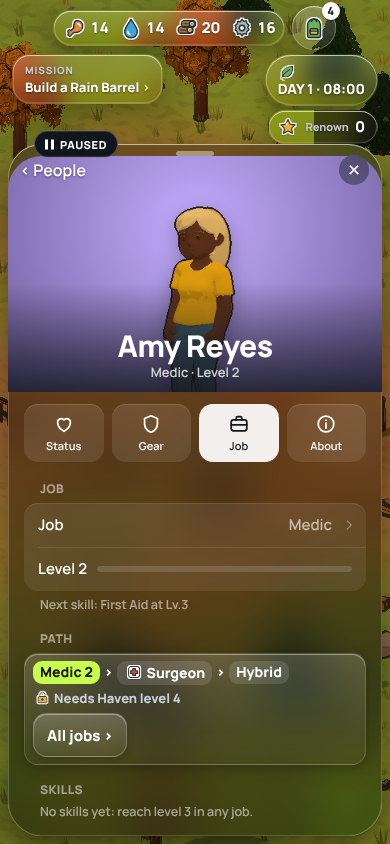 14 14 20 16 4
MISSION
Build a Rain Barrel ›
DAY 1 · 08:00
Renown 0
PAUSED
‹ People
Amy Reyes
Medic · Level 2
Status Gear Job About
JOB
Job Medic ›
Level 2
Next skill: First Aid at Lv.3
PATH
Medic 2 › Surgeon › Hybrid
Needs Haven level 4
All jobs ›
SKILLS
No skills yet: reach level 3 in any job.